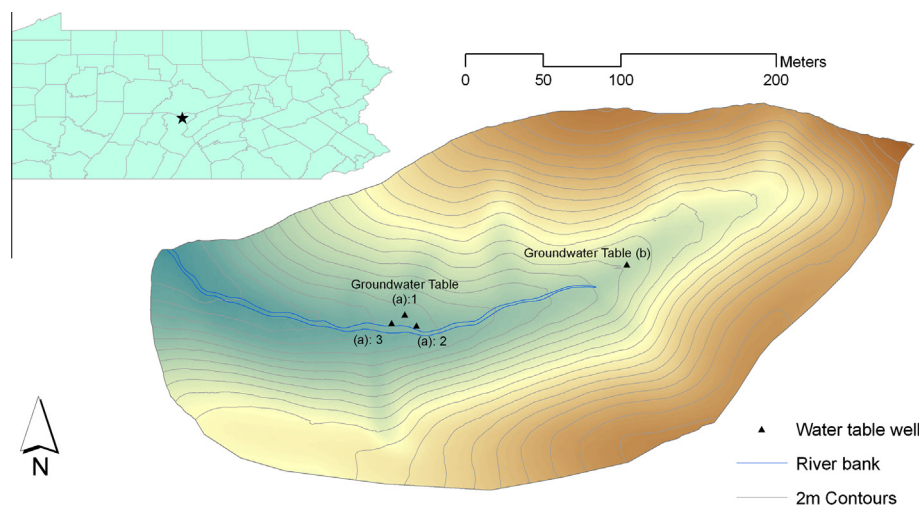 Meters
0 50 100 200
Groundwater Table (b)
Groundwater Table
(a):1
(a): 3
(a): 2
N
Water table well
River bank
2m Contours